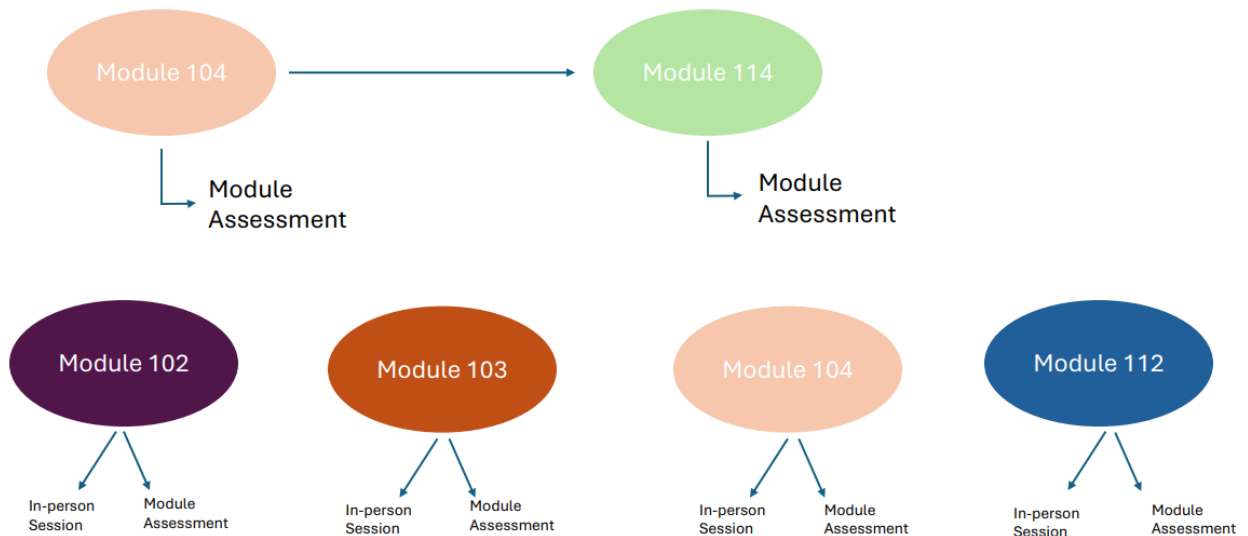 Module 104
Module 114
Module
Assessment
Module
Assessment
Module 102
Module 103
Module 104
Module 112
In-person
Session
Module
Assessment
In-person
Session
Module
Assessment
In-person
Session
Module
Assessment
In-person
Session
Module
Assessment